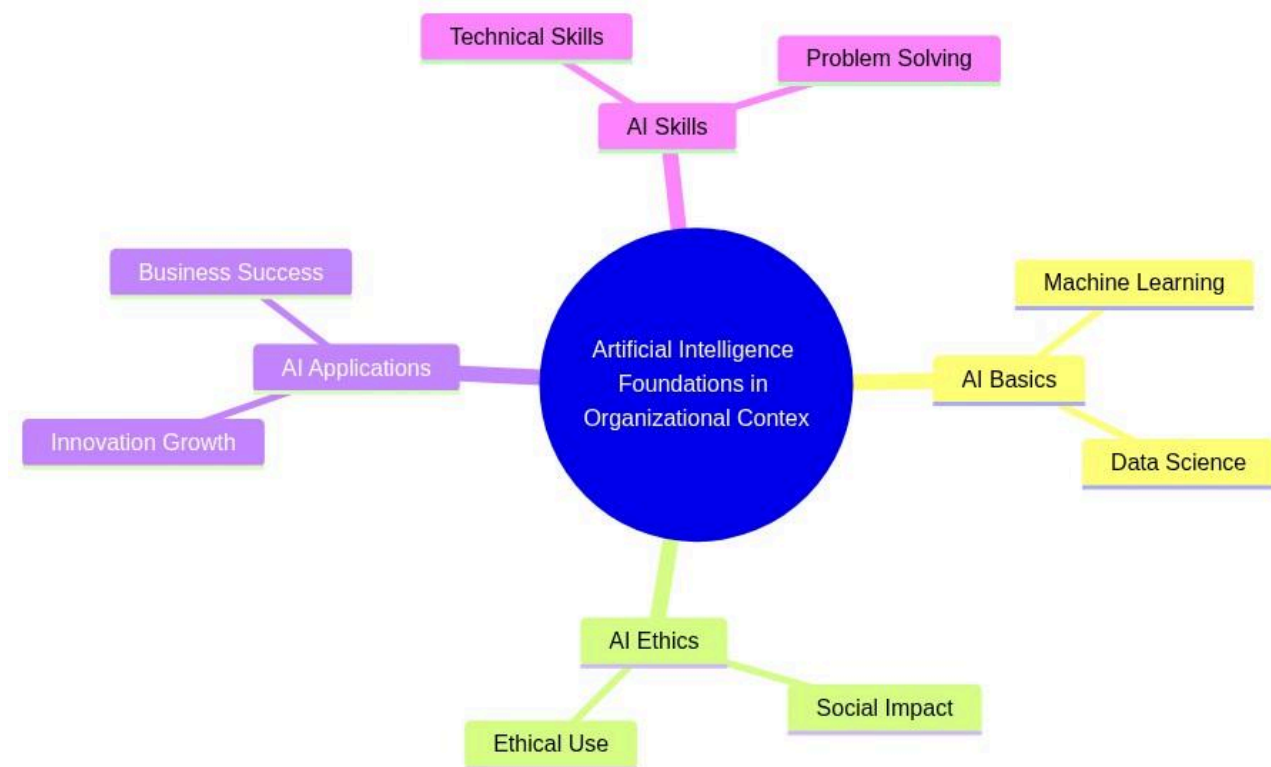 Technical Skills
Problem Solving
AI Skills
Business Success
Machine Learning
AI Applications
Artificial Intelligence
Foundations in
Organizational Contex
AI Basics
Innovation Growth
Data Science
AI Ethics
Social Impact
Ethical Use